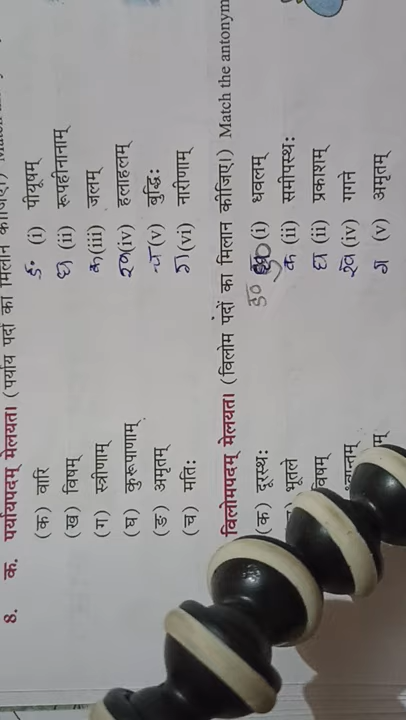 8. क. पर्यायपदम् मेलयत। (पर्याय पदों का मिलान कीजिए।)
(क) वारि ङ (i) पीयूषम्
(ख) विषम् घ (ii) रूपहीनानाम्
(ग) स्त्रीणाम् क (iii) जलम्
(घ) कुरूपाणाम् ख (iv) हलाहलम्
(ङ) अमृतम् च (v) बुद्धिः
(च) मतिः ग (vi) नारीणाम्
विलोमपदम् मेलयत। (विलोम पदों का मिलान कीजिए।) Match the antonym
(क) दूरस्थः ङ (i) धवलम्
भूतले क (ii) समीपस्थः
घ (ii) प्रकाशम्
ख (iv) गगने
ग (v) अमृतम्